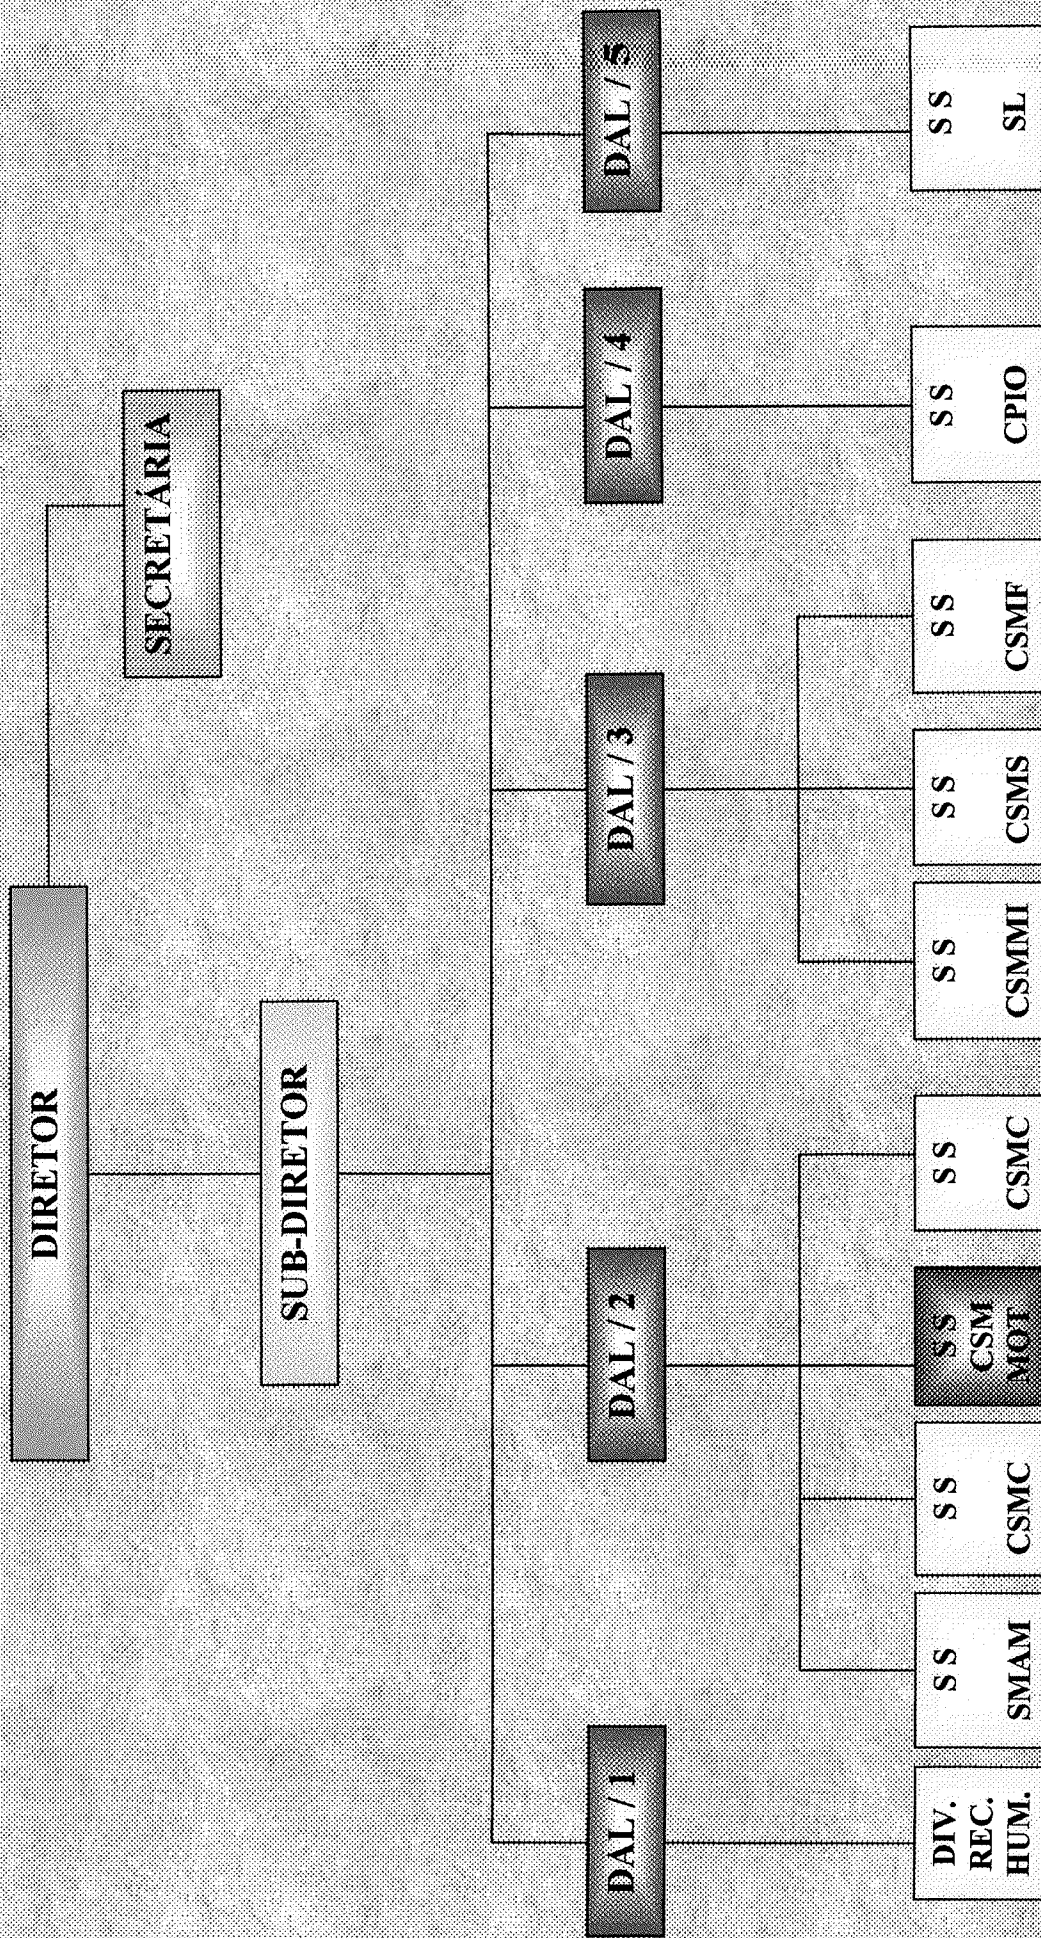 DIRETOR
SECRETÁRIA
SUB-DIRETOR
DAL / 1
DAL / 2
DAL / 3
DAL / 4
DAL / 5
DIV.
REC.
HUM.
S S
SMAM
S S
CSMC
S S
CSM
MOT
S S
CSMC
S S
CSMMI
S S
CSMS
S S
CSMF
S S
CPIO
S S
SL